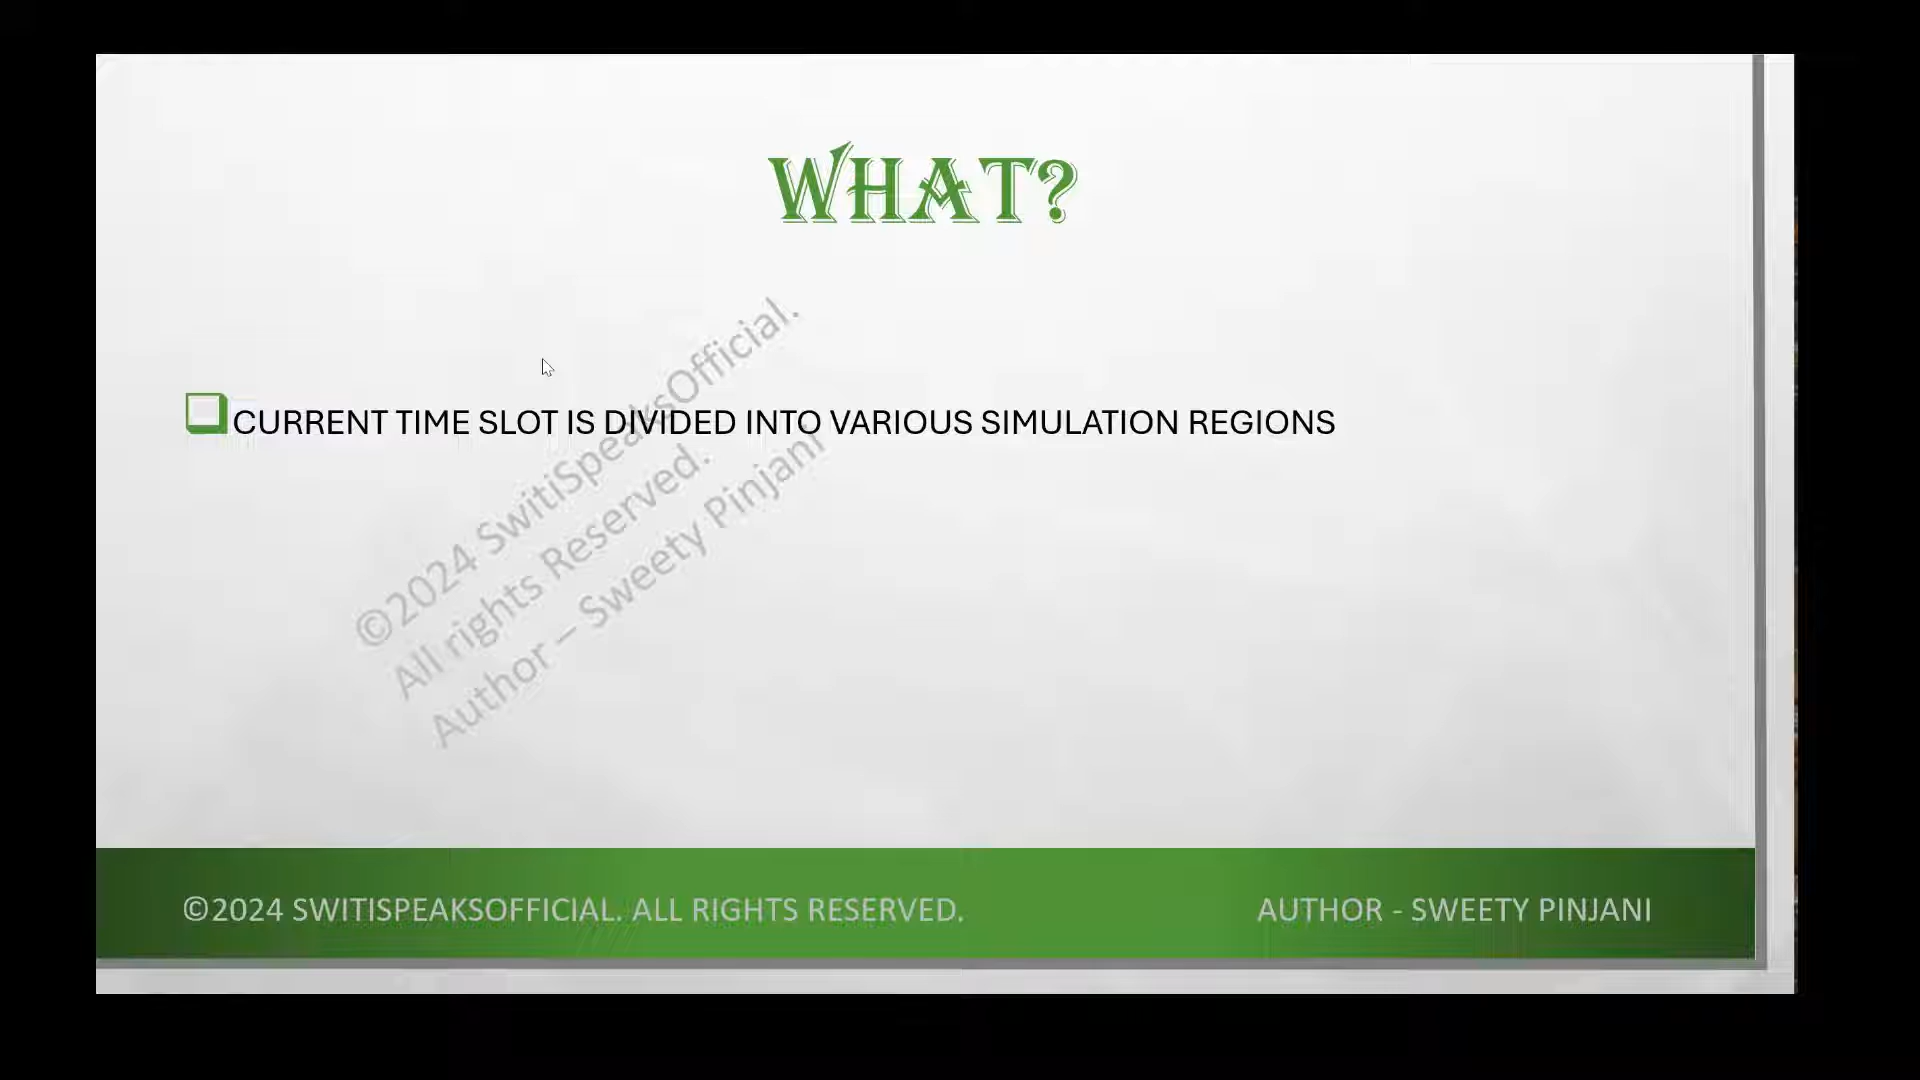 WHAT?
CURRENT TIME SLOT IS DIVIDED INTO VARIOUS SIMULATION REGIONS
©2024 SwitiSpeaksOfficial.
All rights Reserved.
Author – Sweety Pinjani
©2024 SWITISPEAKSOFFICIAL. ALL RIGHTS RESERVED.
AUTHOR - SWEETY PINJANI